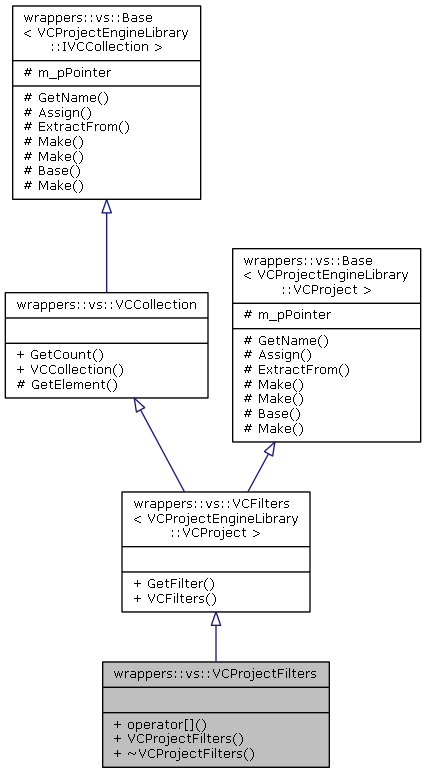 wrappers::vs::Base
< VCProjectEngineLibrary
::IVCCollection >
# m_pPointer
# GetName()
# Assign()
# ExtractFrom()
# Make()
# Make()
# Base()
# Make()
wrappers::vs::Base
< VCProjectEngineLibrary
::VCProject >
# m_pPointer
# GetName()
# Assign()
# ExtractFrom()
# Make()
# Make()
# Base()
# Make()
wrappers::vs::VCCollection
+ GetCount()
+ VCCollection()
# GetElement()
wrappers::vs::VCFilters
< VCProjectEngineLibrary
::VCProject >
+ GetFilter()
+ VCFilters()
wrappers::vs::VCProjectFilters
+ operator[]()
+ VCProjectFilters()
+ ~VCProjectFilters()